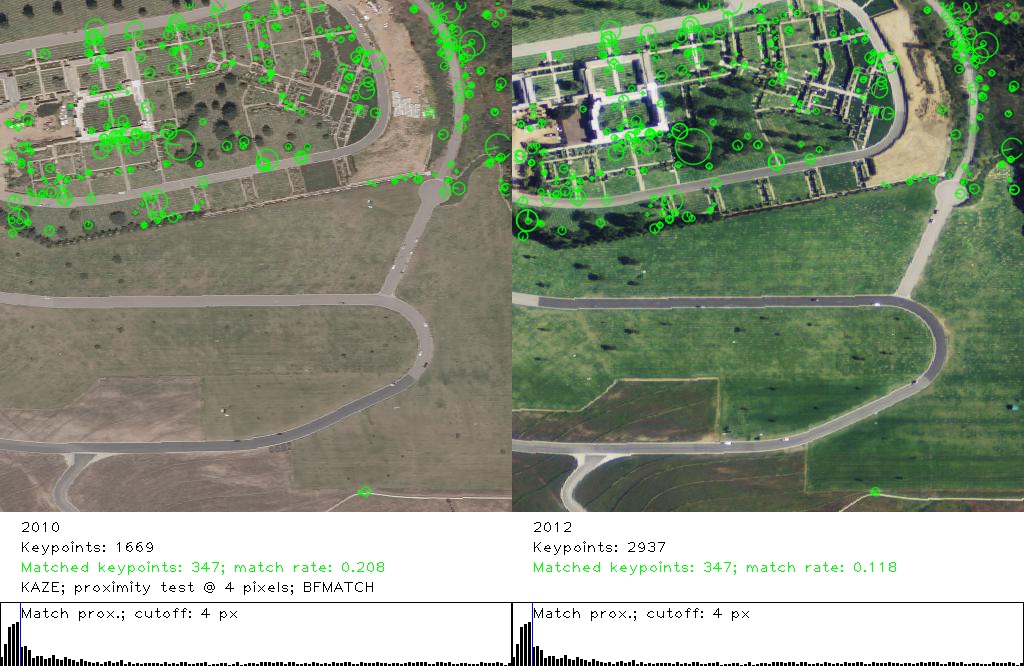 2010
Keypoints: 1669
Matched keypoints: 347; match rate: 0.208
KAZE; proximity test @ 4 pixels; BFMATCH
Match prox.; cutoff: 4 px
2012
Keypoints: 2937
Matched keypoints: 347; match rate: 0.118
Match prox.; cutoff: 4 px